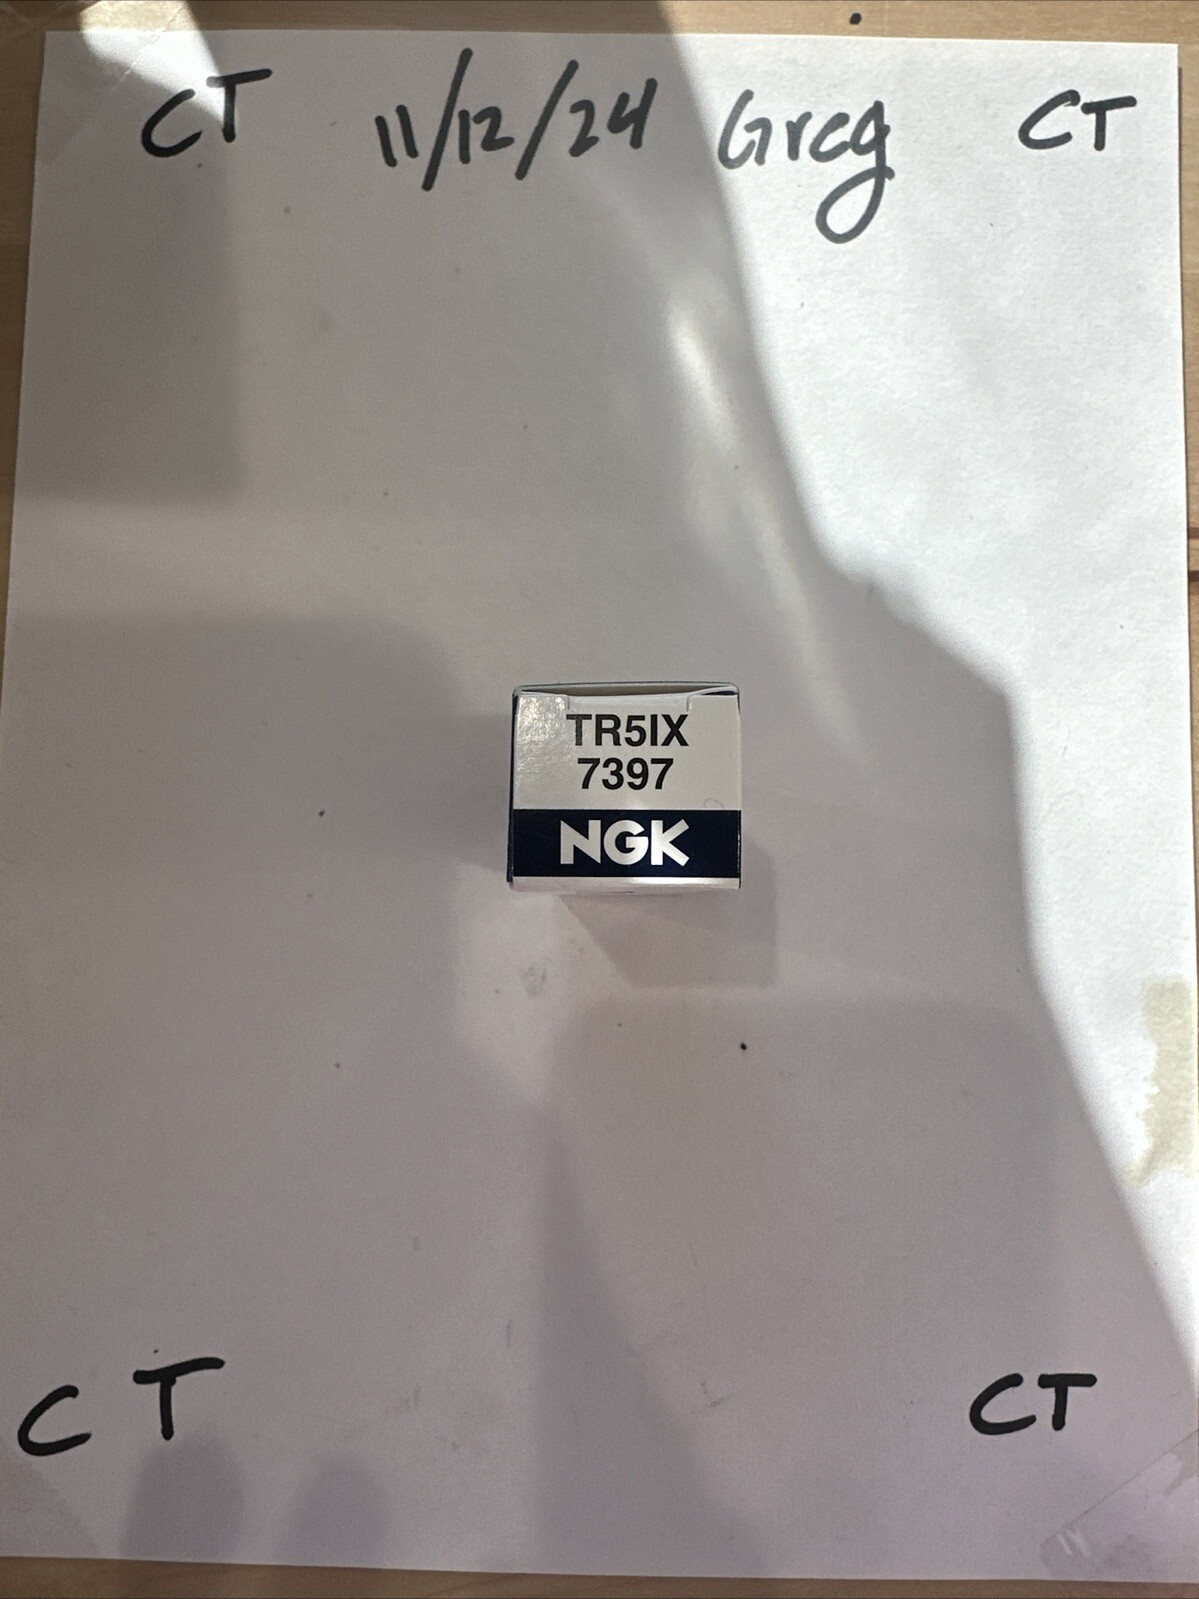 CT 11/12/24 Greg CT
TR5IX
7397
NGK
CT CT